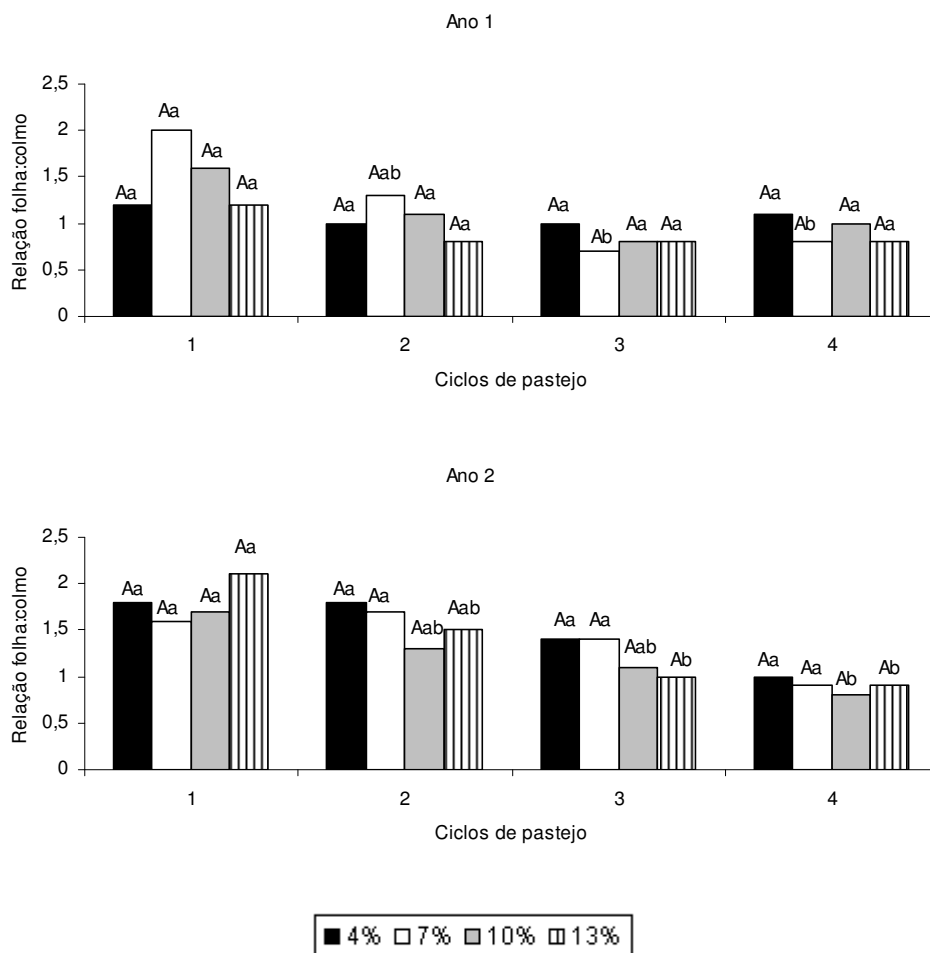 Ano 1
Relação folha:colmo
2,5
2
1,5
1
0,5
0
Aa Aa Aa Aa
Aa Aab Aa Aa
Aa Ab Aa Aa
Aa Ab Aa Aa
1 2 3 4
Ciclos de pastejo
Ano 2
Relação folha:colmo
2,5
2
1,5
1
0,5
0
Aa Aa Aa Aa
Aa Aa Aab Aab
Aa Aa Aab Ab
Aa Aa Ab Ab
1 2 3 4
Ciclos de pastejo
4% 7% 10% 13%